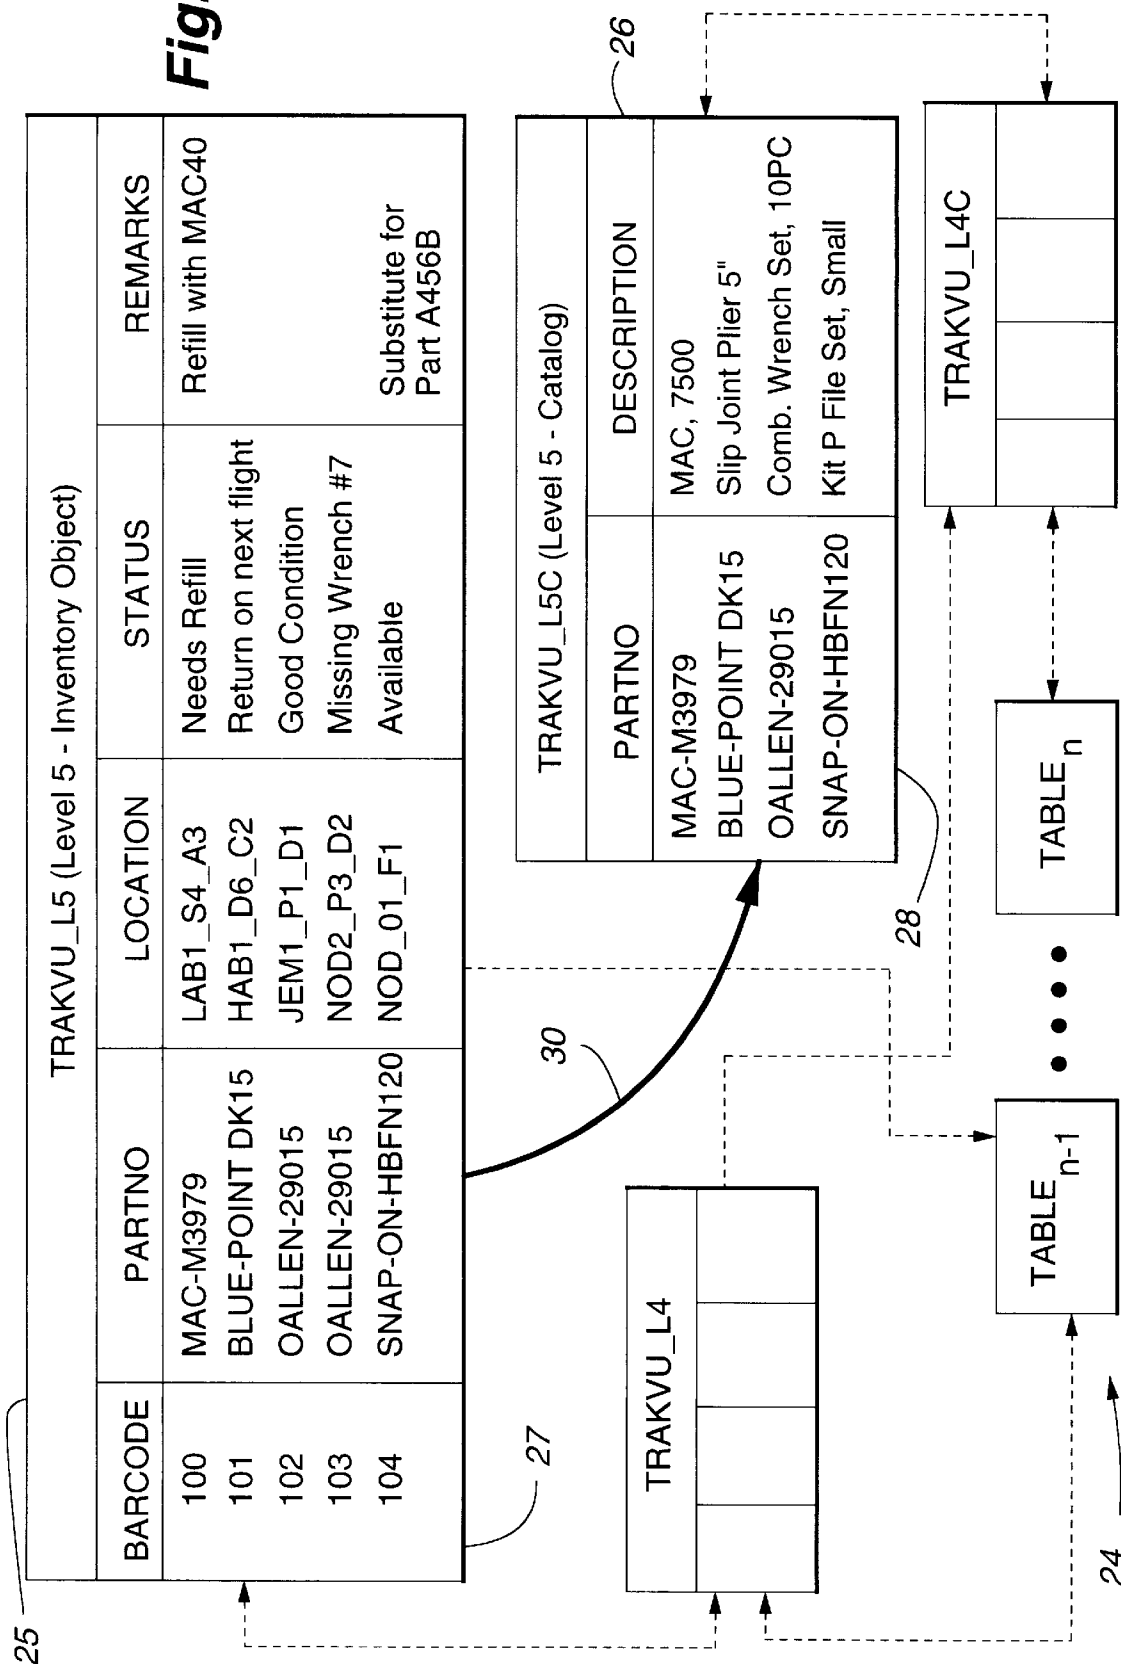 Fig.
25
TRAKVU_L5 (Level 5 - Inventory Object)
BARCODE PARTNO LOCATION STATUS REMARKS
100 MAC-M3979 LAB1_S4_A3 Needs Refill Refill with MAC40
101 BLUE-POINT DK15 HAB1_D6_C2 Return on next flight
102 OALLEN-29015 JEM1_P1_D1 Good Condition
103 OALLEN-29015 NOD2_P3_D2 Missing Wrench #7
104 SNAP-ON-HBFN120 NOD_01_F1 Available Substitute for
Part A456B
27
30
26
TRAKVU_L5C (Level 5 - Catalog)
PARTNO DESCRIPTION
MAC-M3979 MAC, 7500
BLUE-POINT DK15 Slip Joint Plier 5"
OALLEN-29015 Comb. Wrench Set, 10PC
SNAP-ON-HBFN120 Kit P File Set, Small
28
TRAKVU_L4
TRAKVU_L4C
TABLE n-1
TABLE n
24